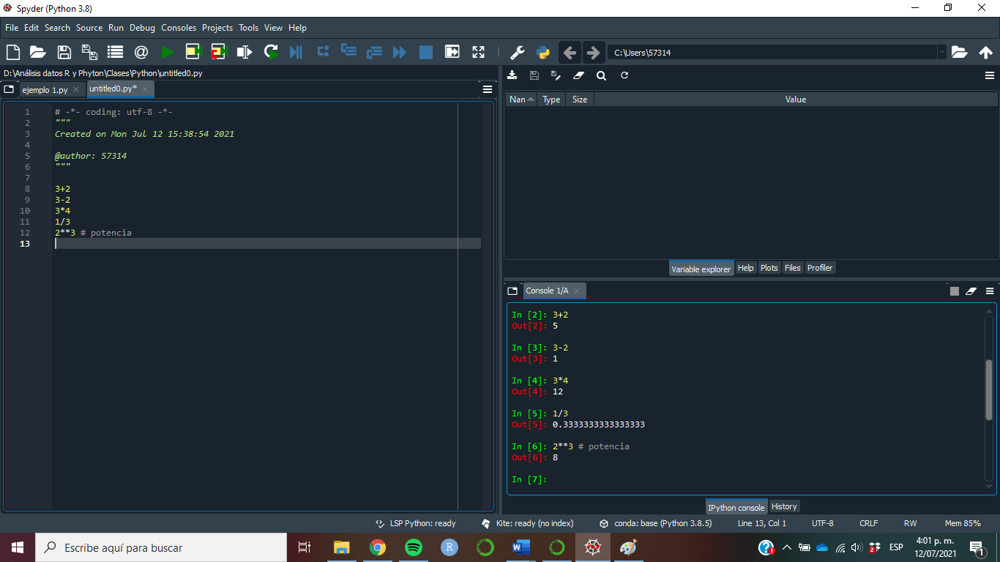 Spyder (Python 3.8)
File Edit Search Source Run Debug Consoles Projects Tools View Help
C:\Users\57314
D:\Análisis datos R y Phyton\Clases\Python\untitled0.py
ejemplo 1.py
untitled0.py*
1 # -*- coding: utf-8 -*-
2 """
3 Created on Mon Jul 12 15:38:54 2021
4
5 @author: 57314
6 """
7
8 3+2
9 3-2
10 3*4
11 1/3
12 2**3 # potencia
13
Nan Type Size Value
Variable explorer Help Plots Files Profiler
Console 1/A
In [2]: 3+2
Out[2]: 5
In [3]: 3-2
Out[3]: 1
In [4]: 3*4
Out[4]: 12
In [5]: 1/3
Out[5]: 0.3333333333333333
In [6]: 2**3 # potencia
Out[6]: 8
In [7]:
IPython console History
LSP Python: ready Kite: ready (no index) conda: base (Python 3.8.5) Line 13, Col 1 UTF-8 CRLF RW Mem 85%
Escribe aquí para buscar
R
W
ESP
4:01 p. m.
12/07/2021
1